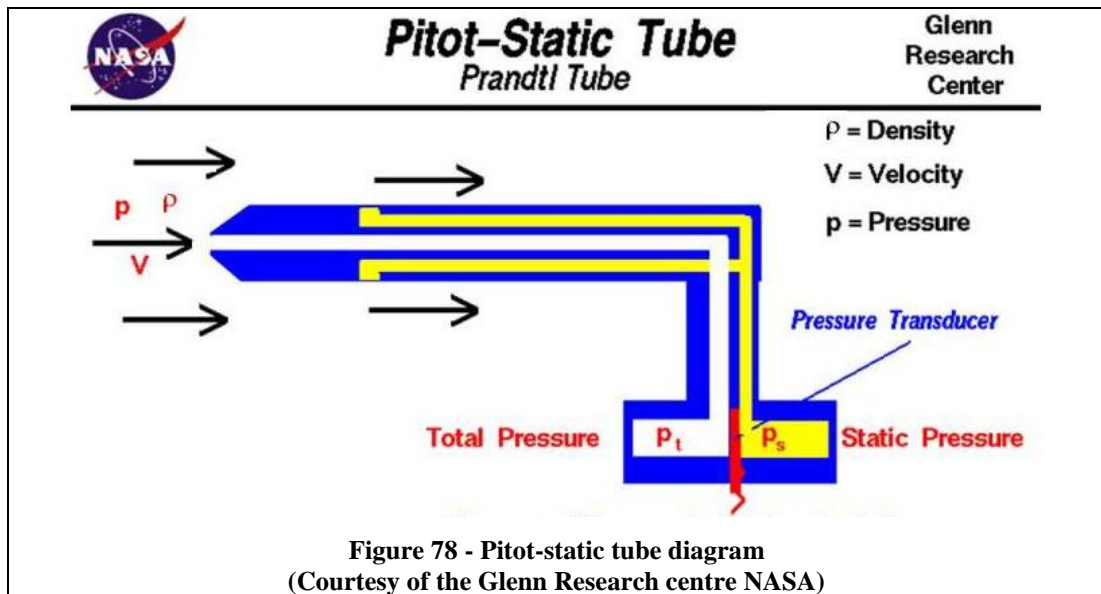 NASA
Pitot-Static Tube
Prandtl Tube
Glenn
Research
Center
ρ = Density
V = Velocity
p = Pressure
p ρ
V
Pressure Transducer
Total Pressure
pt
ps
Static Pressure
Figure 78 - Pitot-static tube diagram
(Courtesy of the Glenn Research centre NASA)